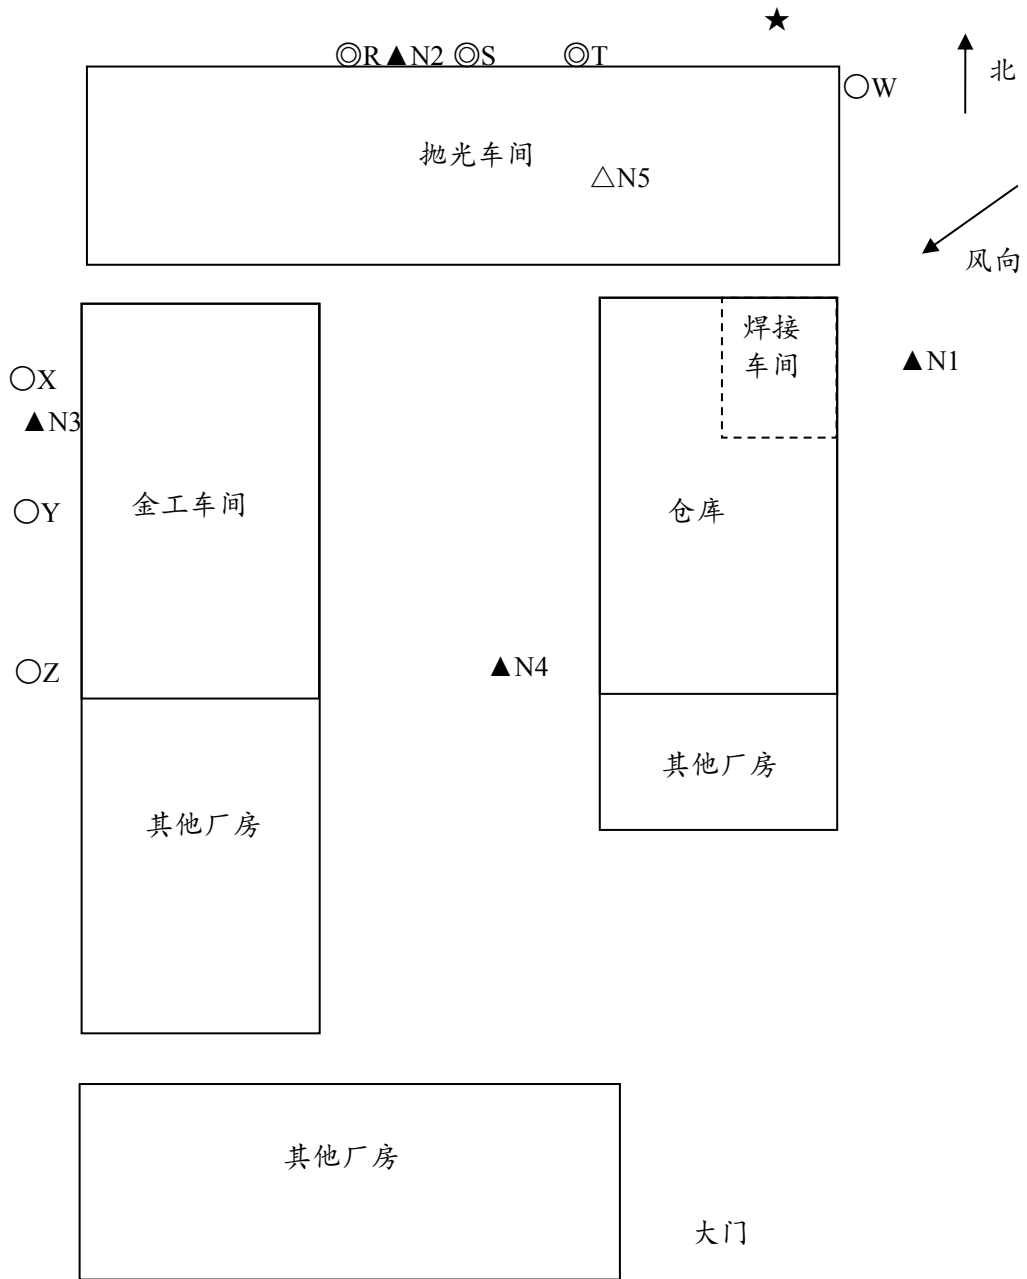 ★
◎R ▲N2 ◎S ◎T
北
○W
抛光车间
△N5
风向
焊接
车间
▲N1
○X
▲N3
○Y
金工车间
仓库
○Z
▲N4
其他厂房
其他厂房
其他厂房
大门